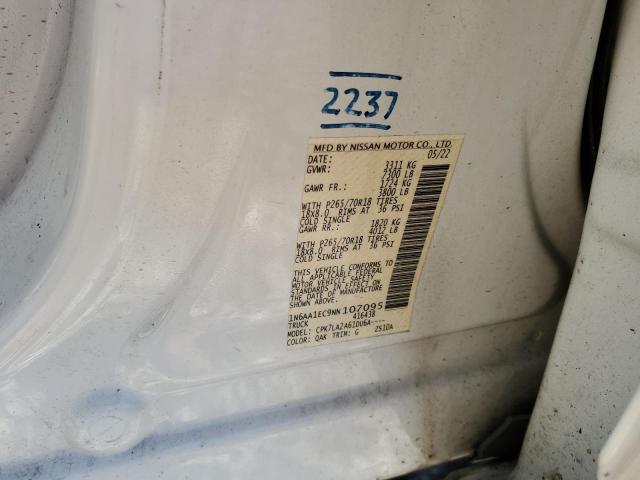 2237
MFD BY NISSAN MOTOR CO., LTD.
DATE: 05/22
GVWR: 3311 KG
7300 LB
GAWR FR.: 1724 KG
3800 LB
WITH P265/70R18 TIRES
18X8.0 RIMS AT 36 PSI
COLD SINGLE
GAWR RR.: 1820 KG
4012 LB
WITH P265/70R18 TIRES
18X8.0 RIMS AT 36 PSI
COLD SINGLE
THIS VEHICLE CONFORMS TO
ALL APPLICABLE FEDERAL
MOTOR VEHICLE SAFETY
STANDARDS IN EFFECT ON
THE DATE OF MANUFACTURE
SHOWN ABOVE.
1N6AA1EC9NN107095
TRUCK 416438
MODEL: CPK7LA2A61DU6A----
COLOR: QAK TRIM: G 2S1DA